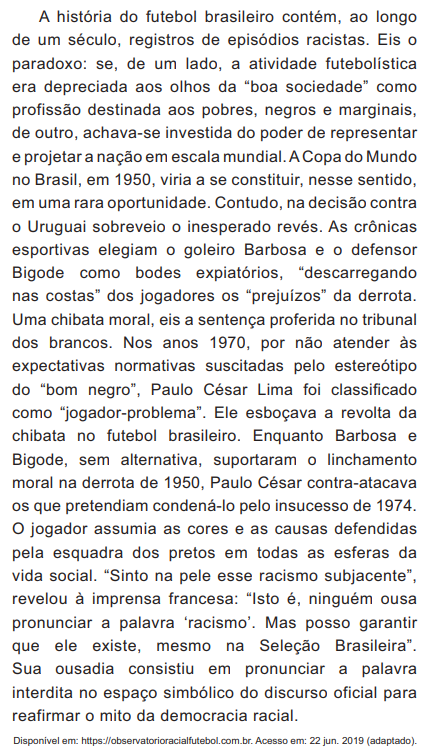 A história do futebol brasileiro contém, ao longo
de um século, registros de episódios racistas. Eis o
paradoxo: se, de um lado, a atividade futebolística
era depreciada aos olhos da “boa sociedade” como
profissão destinada aos pobres, negros e marginais,
de outro, achava-se investida do poder de representar
e projetar a nação em escala mundial. A Copa do Mundo
no Brasil, em 1950, viria a se constituir, nesse sentido,
em uma rara oportunidade. Contudo, na decisão contra
o Uruguai sobreveio o inesperado revés. As crônicas
esportivas elegiam o goleiro Barbosa e o defensor
Bigode como bodes expiatórios, “descarregando
nas costas” dos jogadores os “prejuízos” da derrota.
Uma chibata moral, eis a sentença proferida no tribunal
dos brancos. Nos anos 1970, por não atender às
expectativas normativas suscitadas pelo estereótipo
do “bom negro”, Paulo César Lima foi classificado
como “jogador-problema”. Ele esboçava a revolta da
chibata no futebol brasileiro. Enquanto Barbosa e
Bigode, sem alternativa, suportaram o linchamento
moral na derrota de 1950, Paulo César contra-atacava
os que pretendiam condená-lo pelo insucesso de 1974.
O jogador assumia as cores e as causas defendidas
pela esquadra dos pretos em todas as esferas da
vida social. “Sinto na pele esse racismo subjacente”,
revelou à imprensa francesa: “Isto é, ninguém ousa
pronunciar a palavra ‘racismo’. Mas posso garantir
que ele existe, mesmo na Seleção Brasileira”.
Sua ousadia consistiu em pronunciar a palavra
interdita no espaço simbólico do discurso oficial para
reafirmar o mito da democracia racial.
Disponível em: https://observatorioracialfutebol.com.br. Acesso em: 22 jun. 2019 (adaptado).